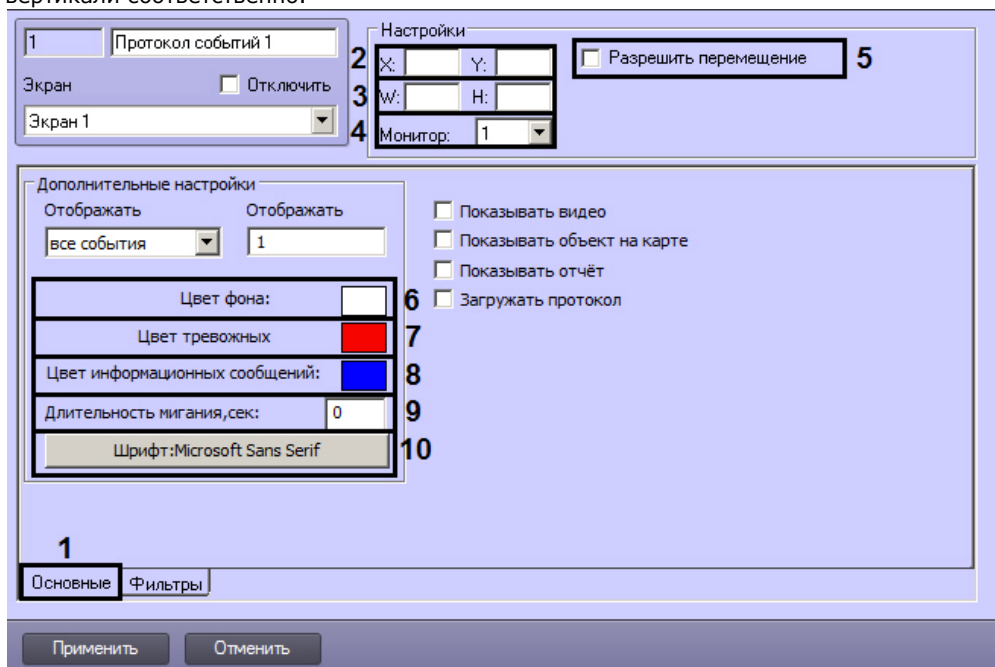 вертикали соответственно.
1 Протокол событий 1
Экран Отключить
Экран 1
Настройки
2 X: Y: Разрешить перемещение 5
3 W: H:
4 Монитор: 1
Дополнительные настройки
Отображать Отображать
все события 1
Показывать видео
Показывать объект на карте
Показывать отчёт
Загружать протокол
Цвет фона: 6
Цвет тревожных 7
Цвет информационных сообщений: 8
Длительность мигания,сек: 0 9
Шрифт:Microsoft Sans Serif 10
1
Основные Фильтры
Применить Отменить